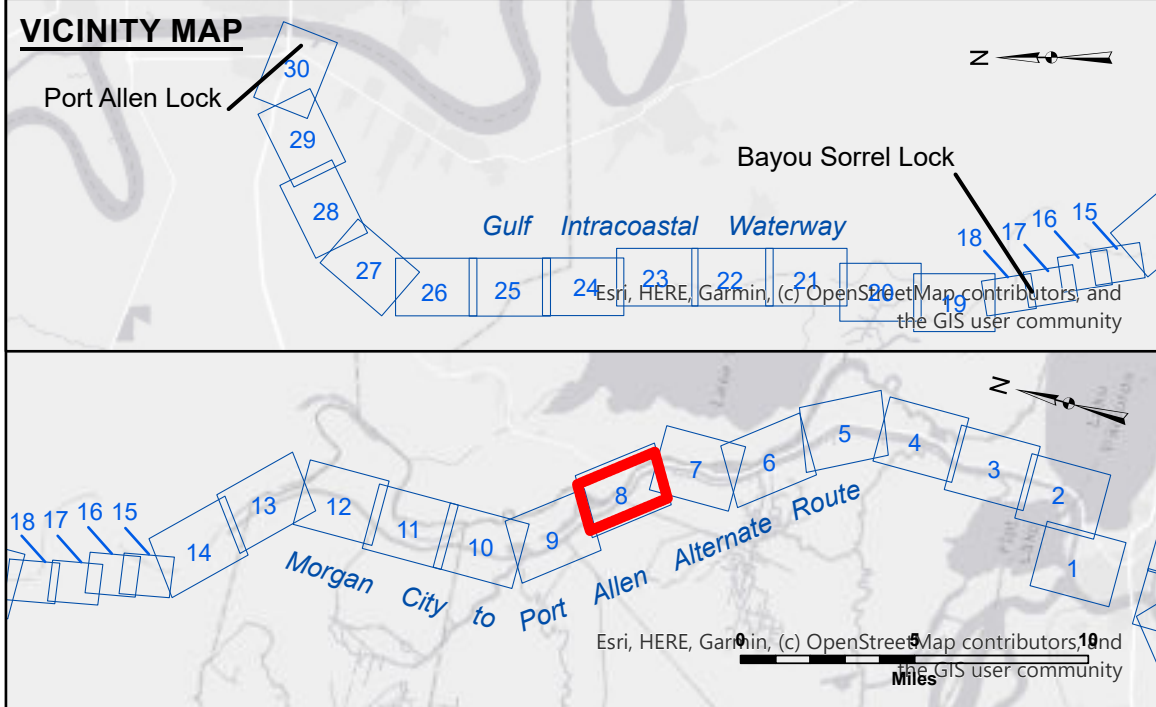 VICINITY MAP
N
30
Port Allen Lock
29
Bayou Sorrel Lock
28
Gulf Intracoastal Waterway
18 17 16 15
27
26 25 24 23 22 21 20 19
Esri, HERE, Garmin, (c) OpenStreetMap contributors, and
the GIS user community
N
5 4
7 6 3
13 12 8 2
18 17 16 15 14 11 10 9 1
Morgan City to Port Allen Alternate Route
Esri, HERE, Garmin, (c) OpenStreetMap contributors, and
the GIS user community
0 5 10
Miles